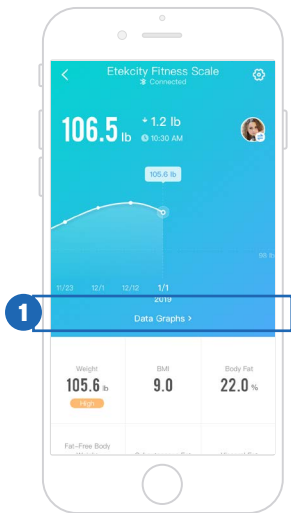 Etekcity Fitness Scale
Connected
106.5 lb
1.2 lb
10:30 AM
105.6 lb
11/23 12/1 12/12 1/1
2019
1
Data Graphs >
Weight BMI Body Fat
105.6 lb 9.0 22.0 %
High
Fat-Free Body